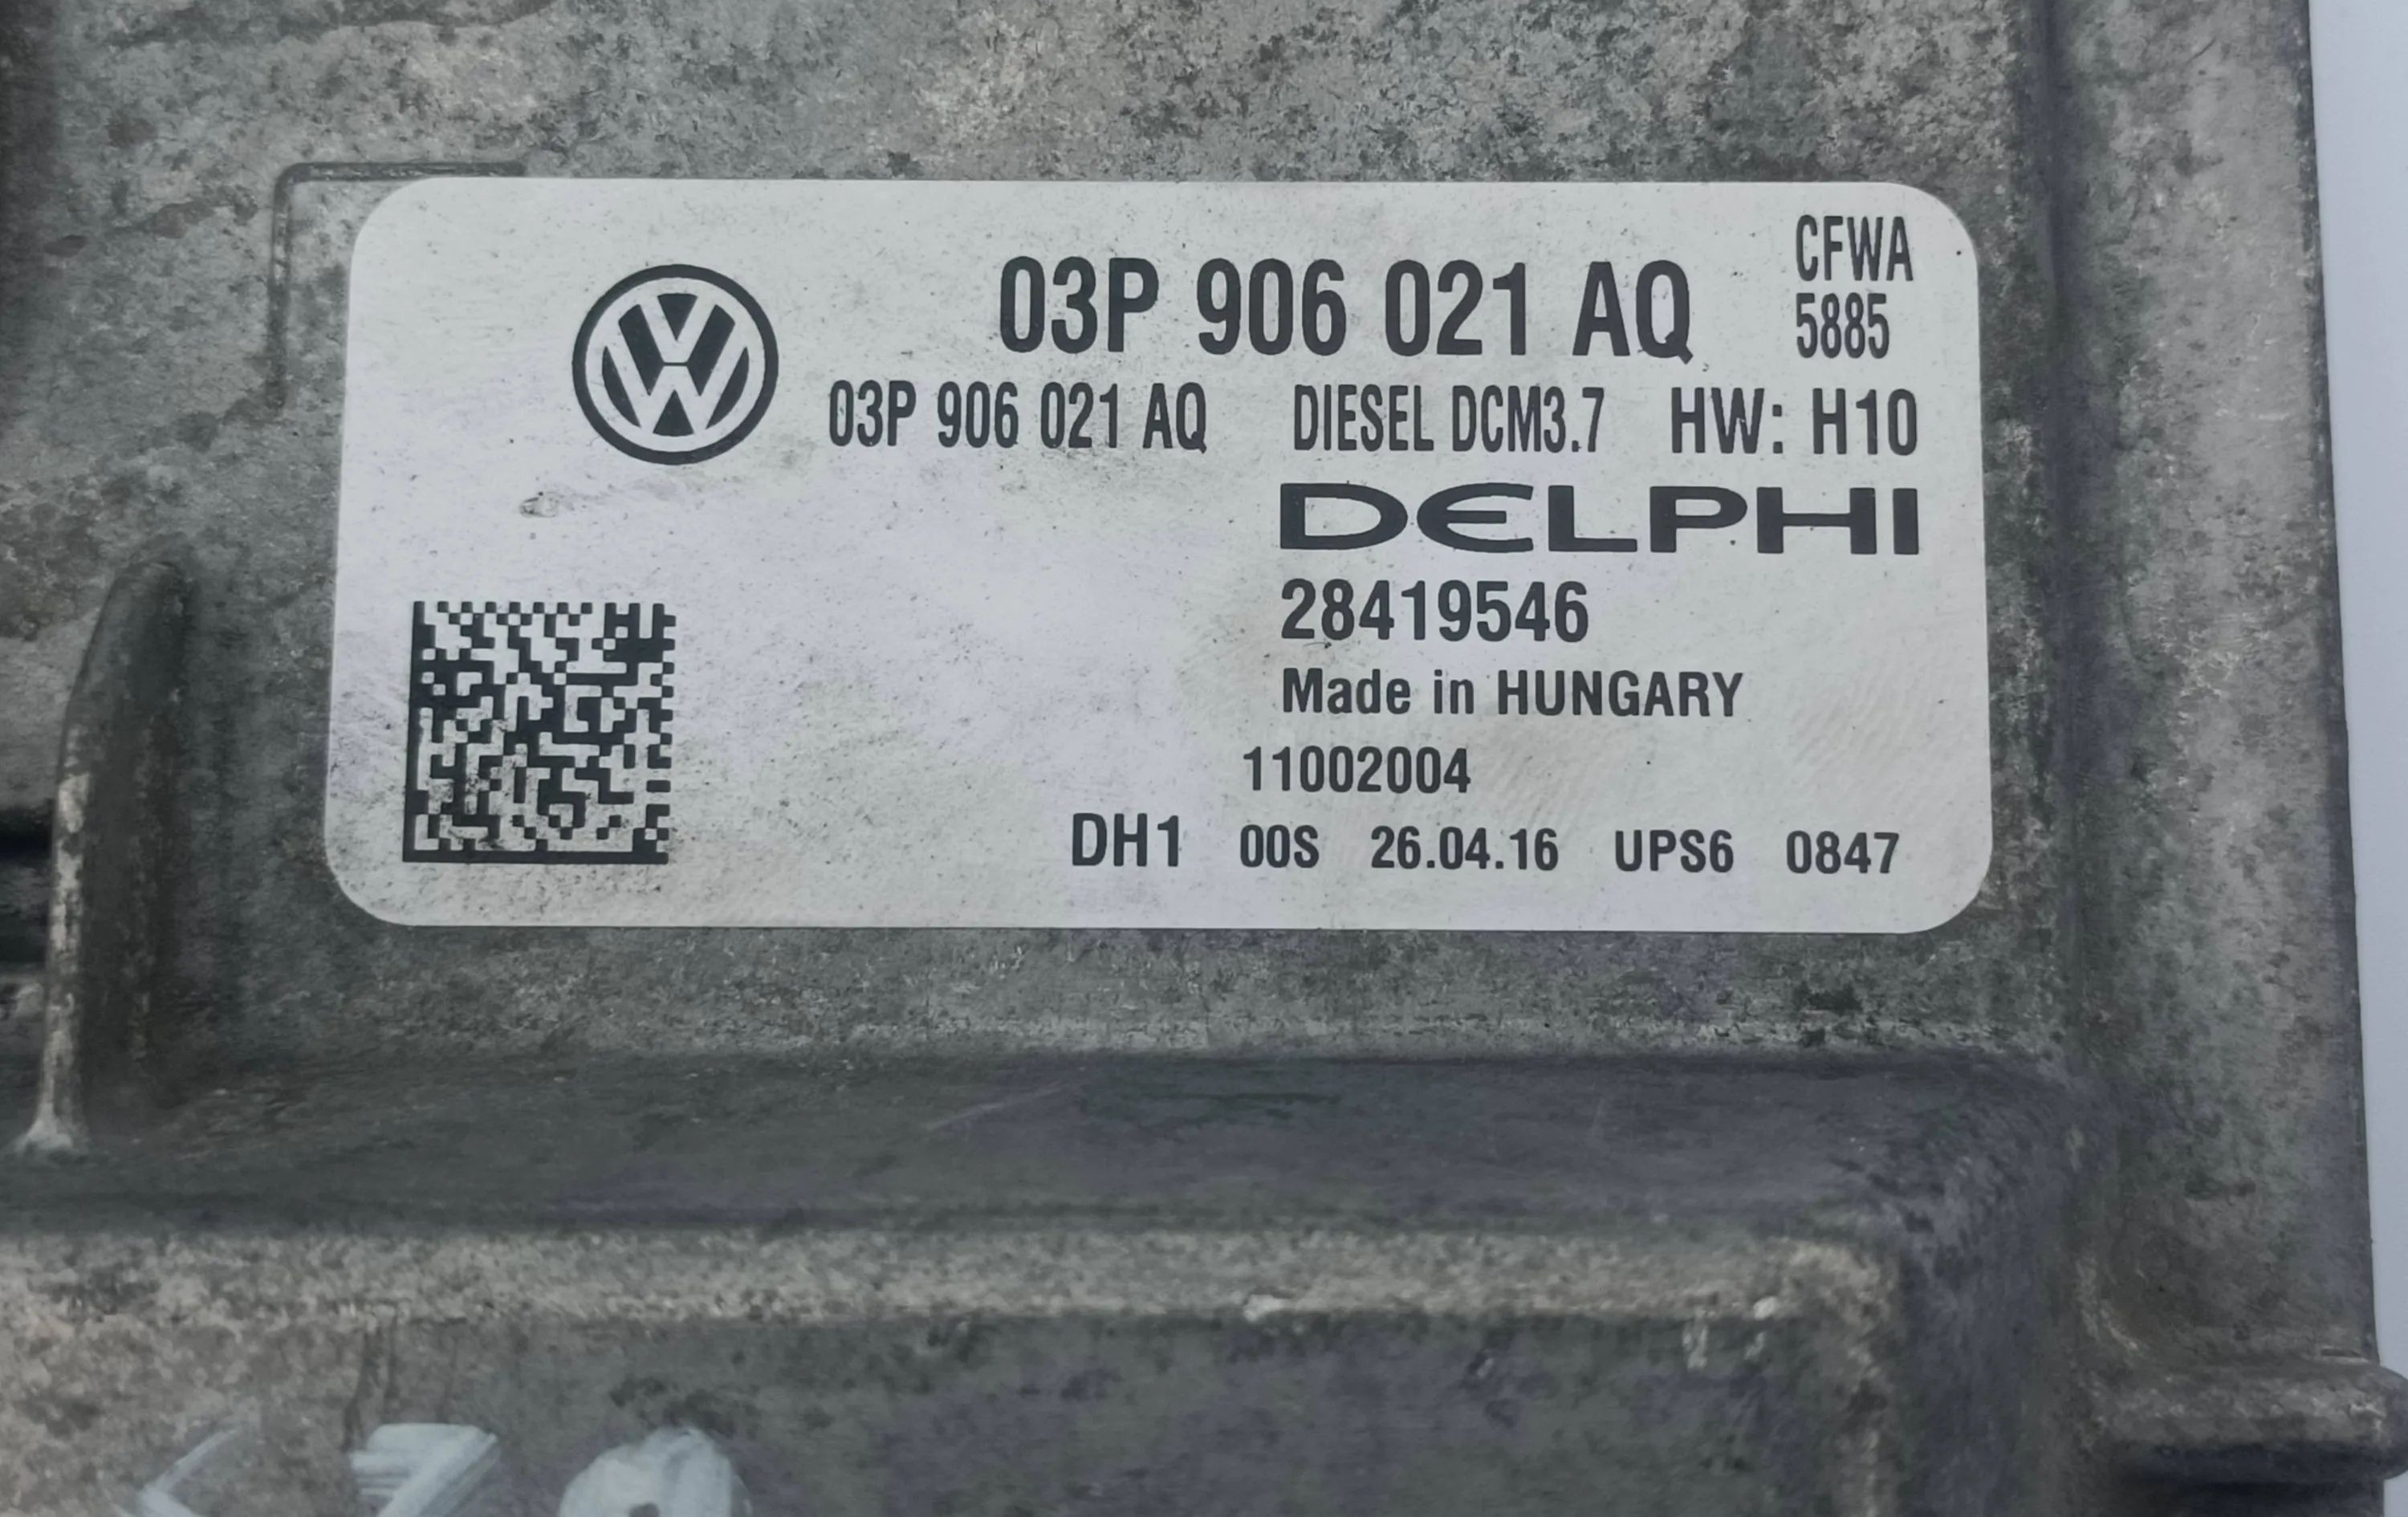 03P 906 021 AQ CFWA
5885
03P 906 021 AQ DIESEL DCM3.7 HW: H10
DELPHI
28419546
Made in HUNGARY
11002004
DH1 00S 26.04.16 UPS6 0847